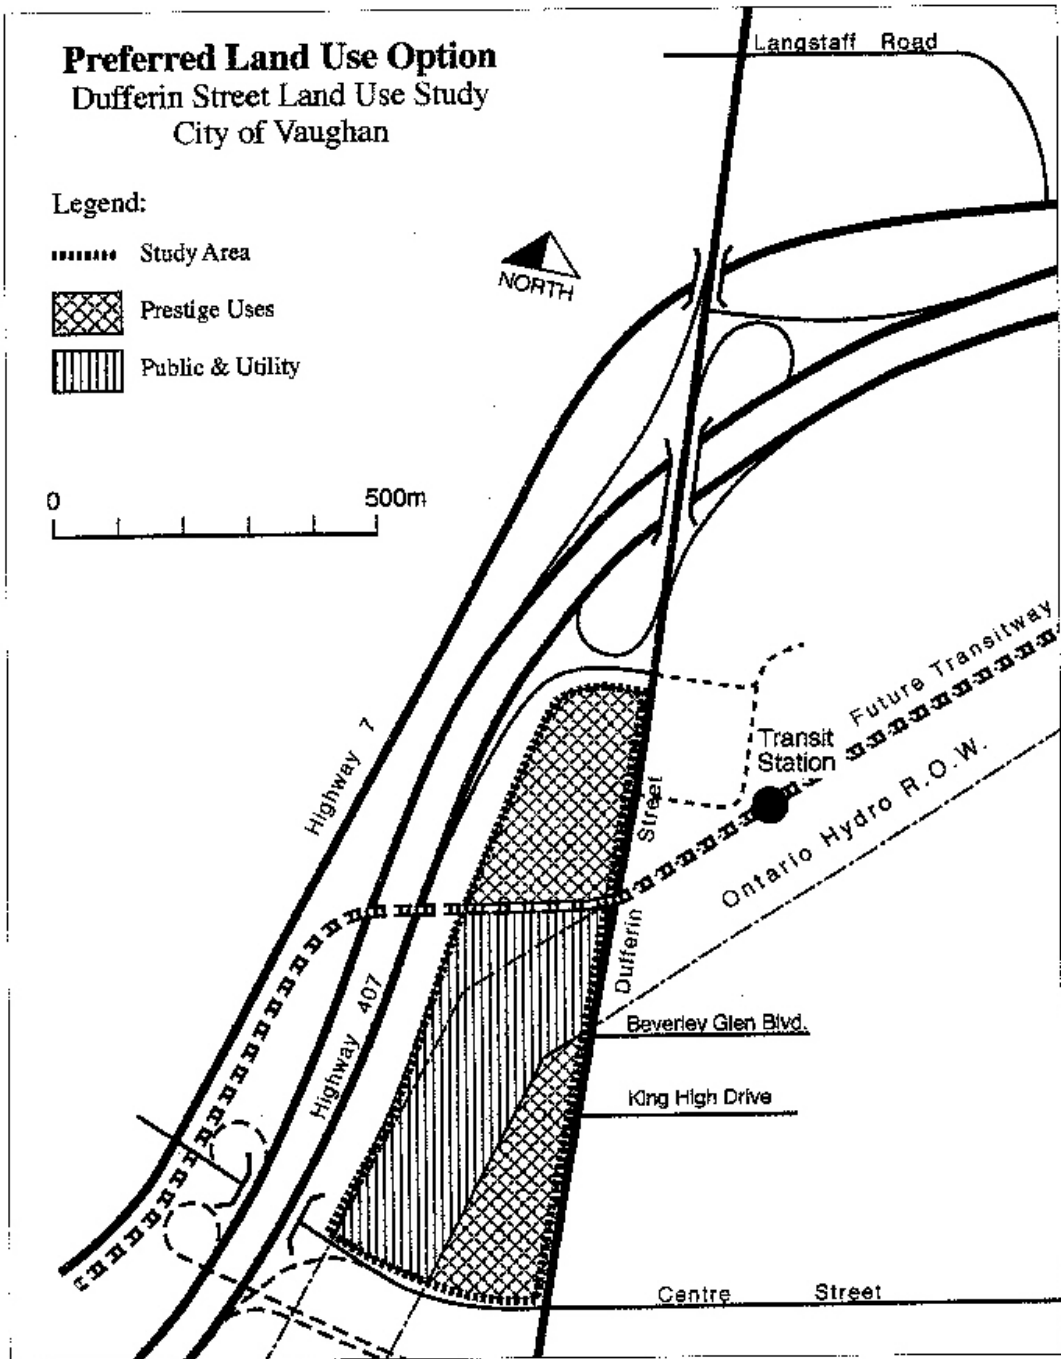 Preferred Land Use Option
Dufferin Street Land Use Study
City of Vaughan
Legend:
Study Area
Prestige Uses
Public & Utility
0 500m
NORTH
Langstaff Road
Highway 7
Highway 407
Future Transitway
Transit
Station
Ontario Hydro R.O.W.
Dufferin Street
Beverley Glen Blvd.
King High Drive
Centre Street